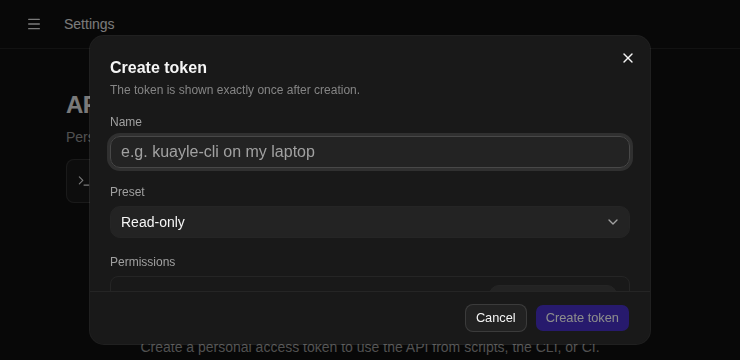 Settings
Create token
The token is shown exactly once after creation.
Name
e.g. kuayle-cli on my laptop
Preset
Read-only
Permissions
Cancel
Create token
Create a personal access token to use the API from scripts, the CLI, or CI.